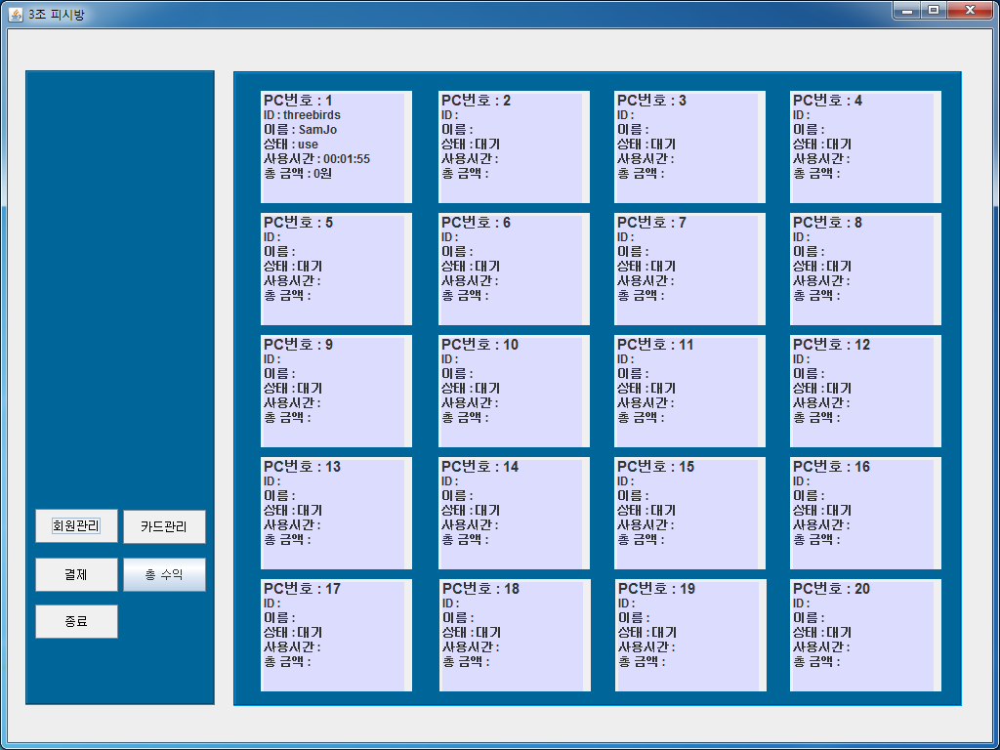 3조 피시방
PC번호 : 1
ID : threebirds
이름 : SamJo
상태 : use
사용시간 : 00:01:55
총 금액 : 0원
PC번호 : 2
ID :
이름 :
상태 : 대기
사용시간 :
총 금액 :
PC번호 : 3
ID :
이름 :
상태 : 대기
사용시간 :
총 금액 :
PC번호 : 4
ID :
이름 :
상태 : 대기
사용시간 :
총 금액 :
PC번호 : 5
ID :
이름 :
상태 : 대기
사용시간 :
총 금액 :
PC번호 : 6
ID :
이름 :
상태 : 대기
사용시간 :
총 금액 :
PC번호 : 7
ID :
이름 :
상태 : 대기
사용시간 :
총 금액 :
PC번호 : 8
ID :
이름 :
상태 : 대기
사용시간 :
총 금액 :
PC번호 : 9
ID :
이름 :
상태 : 대기
사용시간 :
총 금액 :
PC번호 : 10
ID :
이름 :
상태 : 대기
사용시간 :
총 금액 :
PC번호 : 11
ID :
이름 :
상태 : 대기
사용시간 :
총 금액 :
PC번호 : 12
ID :
이름 :
상태 : 대기
사용시간 :
총 금액 :
PC번호 : 13
ID :
이름 :
상태 : 대기
사용시간 :
총 금액 :
PC번호 : 14
ID :
이름 :
상태 : 대기
사용시간 :
총 금액 :
PC번호 : 15
ID :
이름 :
상태 : 대기
사용시간 :
총 금액 :
PC번호 : 16
ID :
이름 :
상태 : 대기
사용시간 :
총 금액 :
PC번호 : 17
ID :
이름 :
상태 : 대기
사용시간 :
총 금액 :
PC번호 : 18
ID :
이름 :
상태 : 대기
사용시간 :
총 금액 :
PC번호 : 19
ID :
이름 :
상태 : 대기
사용시간 :
총 금액 :
PC번호 : 20
ID :
이름 :
상태 : 대기
사용시간 :
총 금액 :
회원관리
카드관리
결제
총 수익
종료